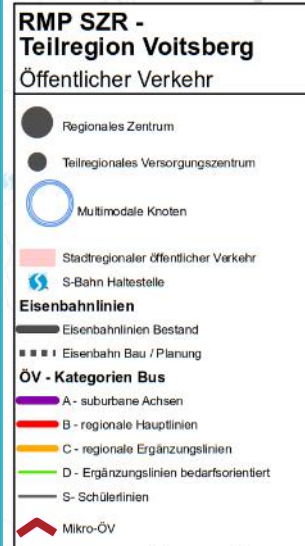 RMP SZR -
Teilregion Voitsberg
Öffentlicher Verkehr
Regionales Zentrum
Teilregionales Versorgungszentrum
Multimodale Knoten
Stadtregionaler öffentlicher Verkehr
S-Bahn Haltestelle
Eisenbahnlinien
Eisenbahnlinien Bestand
Eisenbahn Bau / Planung
ÖV - Kategorien Bus
A - suburbane Achsen
B - regionale Hauptlinien
C - regionale Ergänzungslinien
D - Ergänzungslinien bedarfsorientiert
S- Schülerlinien
Mikro-ÖV